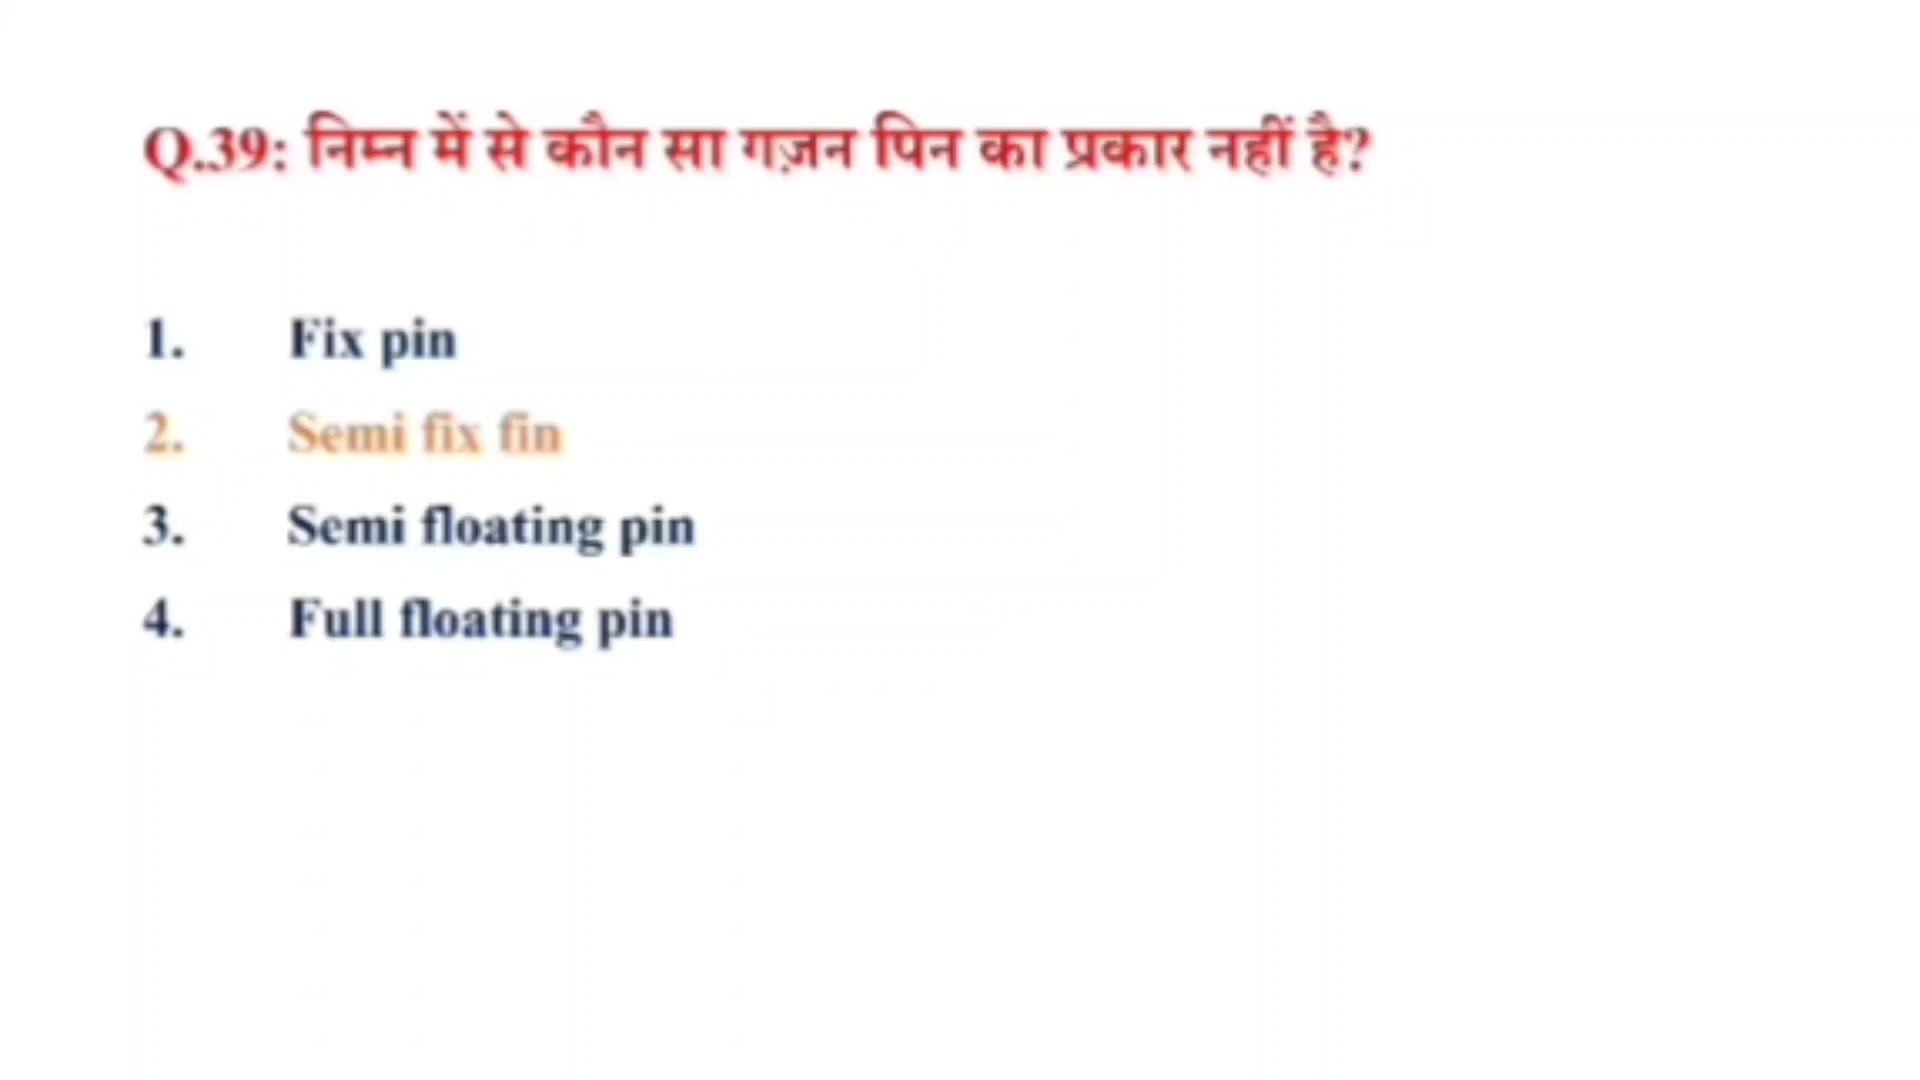 Q.39: निम्न में से कौन सा गज़न पिन का प्रकार नहीं है?
1. Fix pin
2. Semi fix fin
3. Semi floating pin
4. Full floating pin